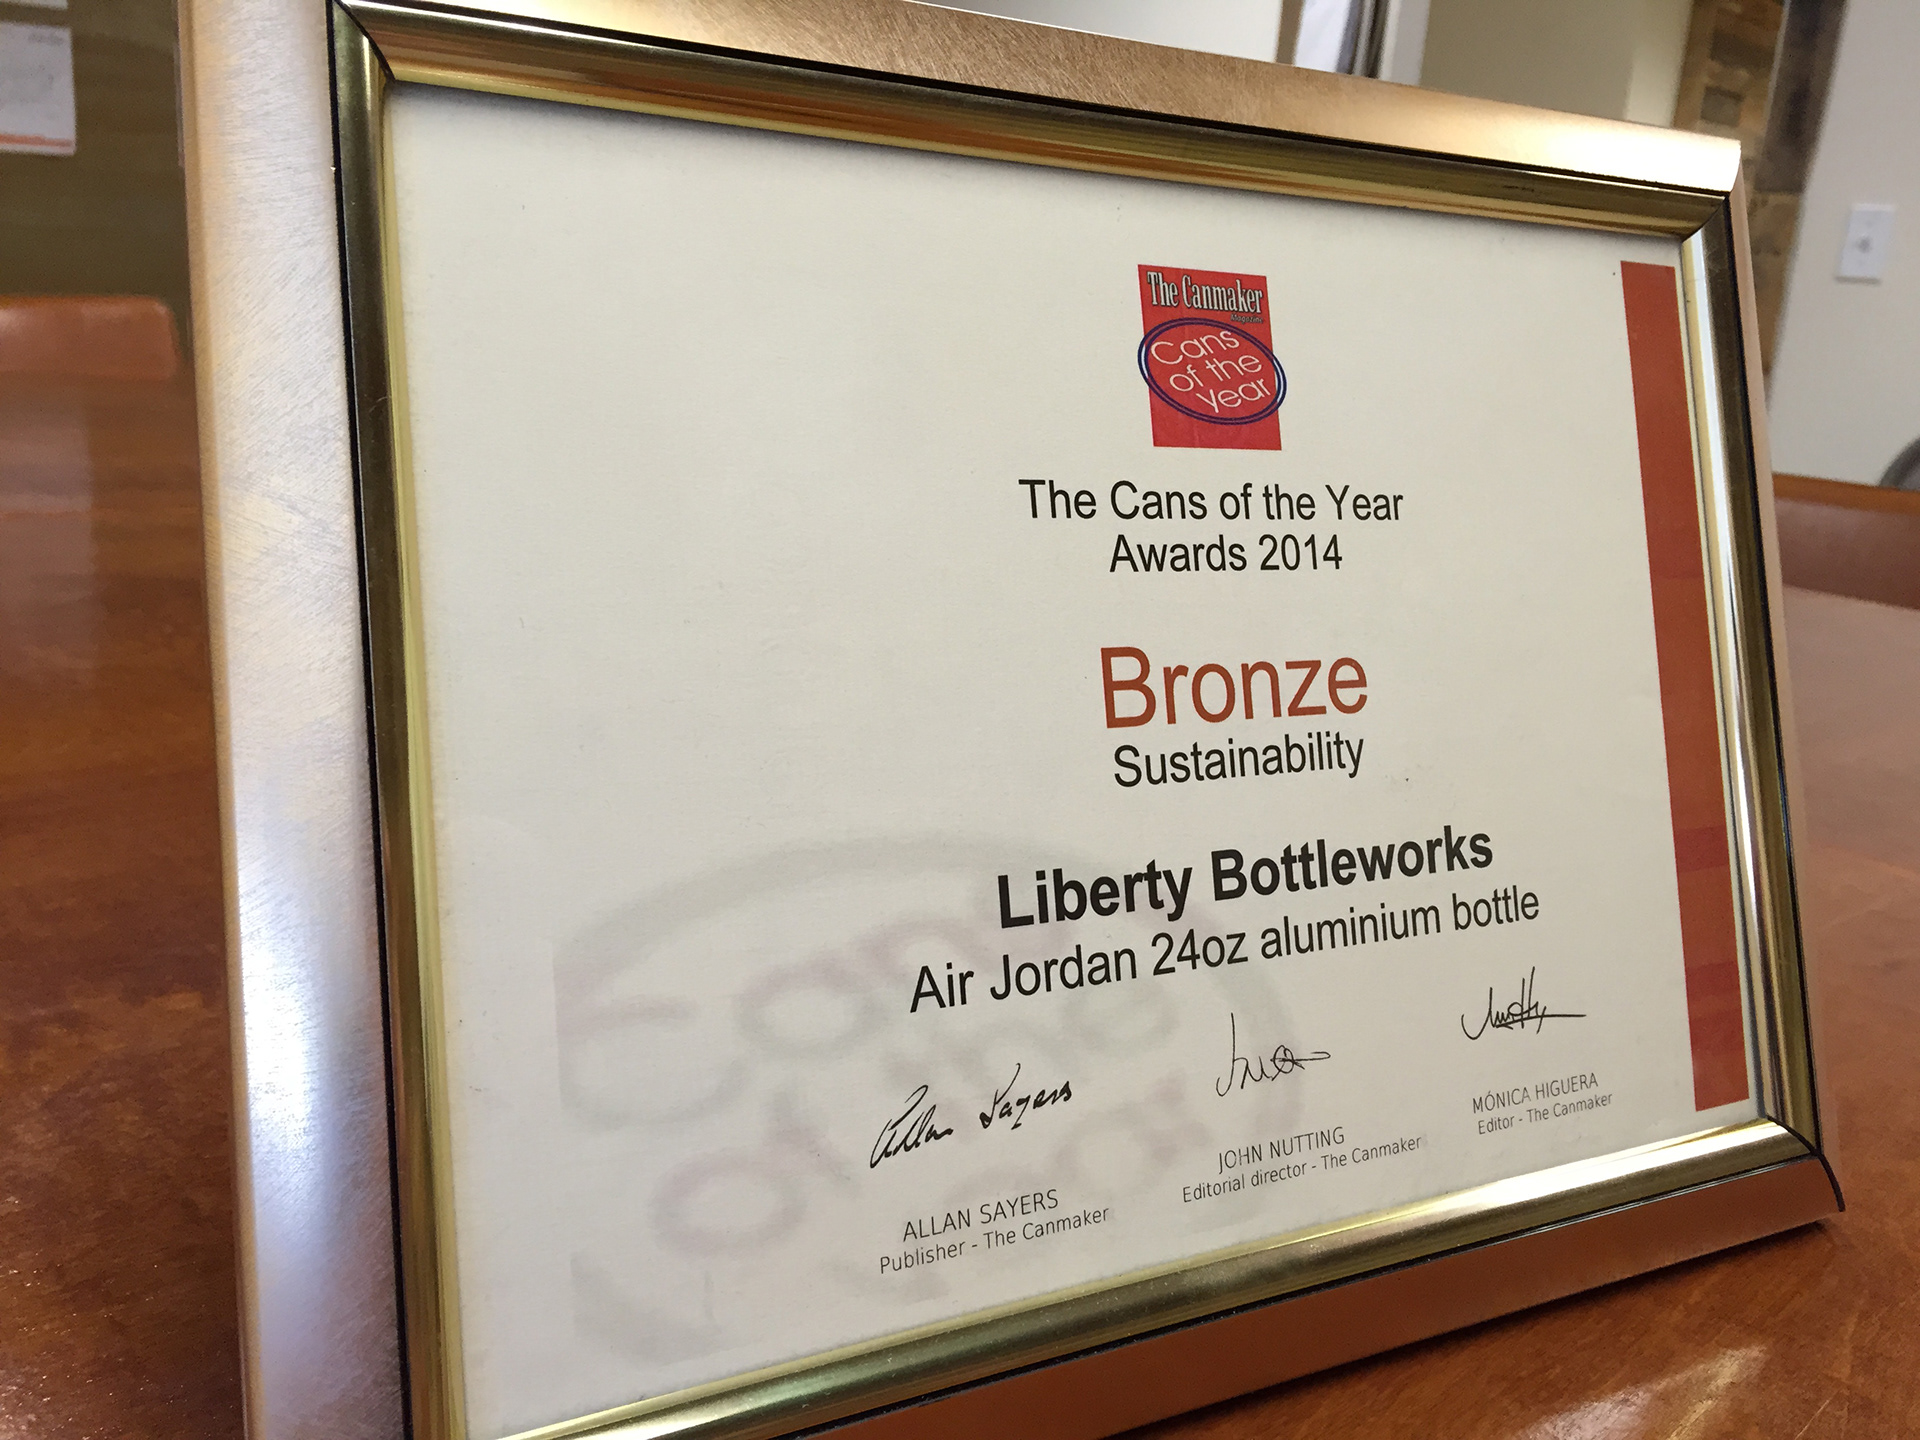 The Canmaker
Magazine
Cans
of the
year
The Cans of the Year
Awards 2014
Bronze
Sustainability
Liberty Bottleworks
Air Jordan 24oz aluminium bottle
Allan Sayers
ALLAN SAYERS
Publisher - The Canmaker
JOHN NUTTING
Editorial director - The Canmaker
MÓNICA HIGUERA
Editor - The Canmaker